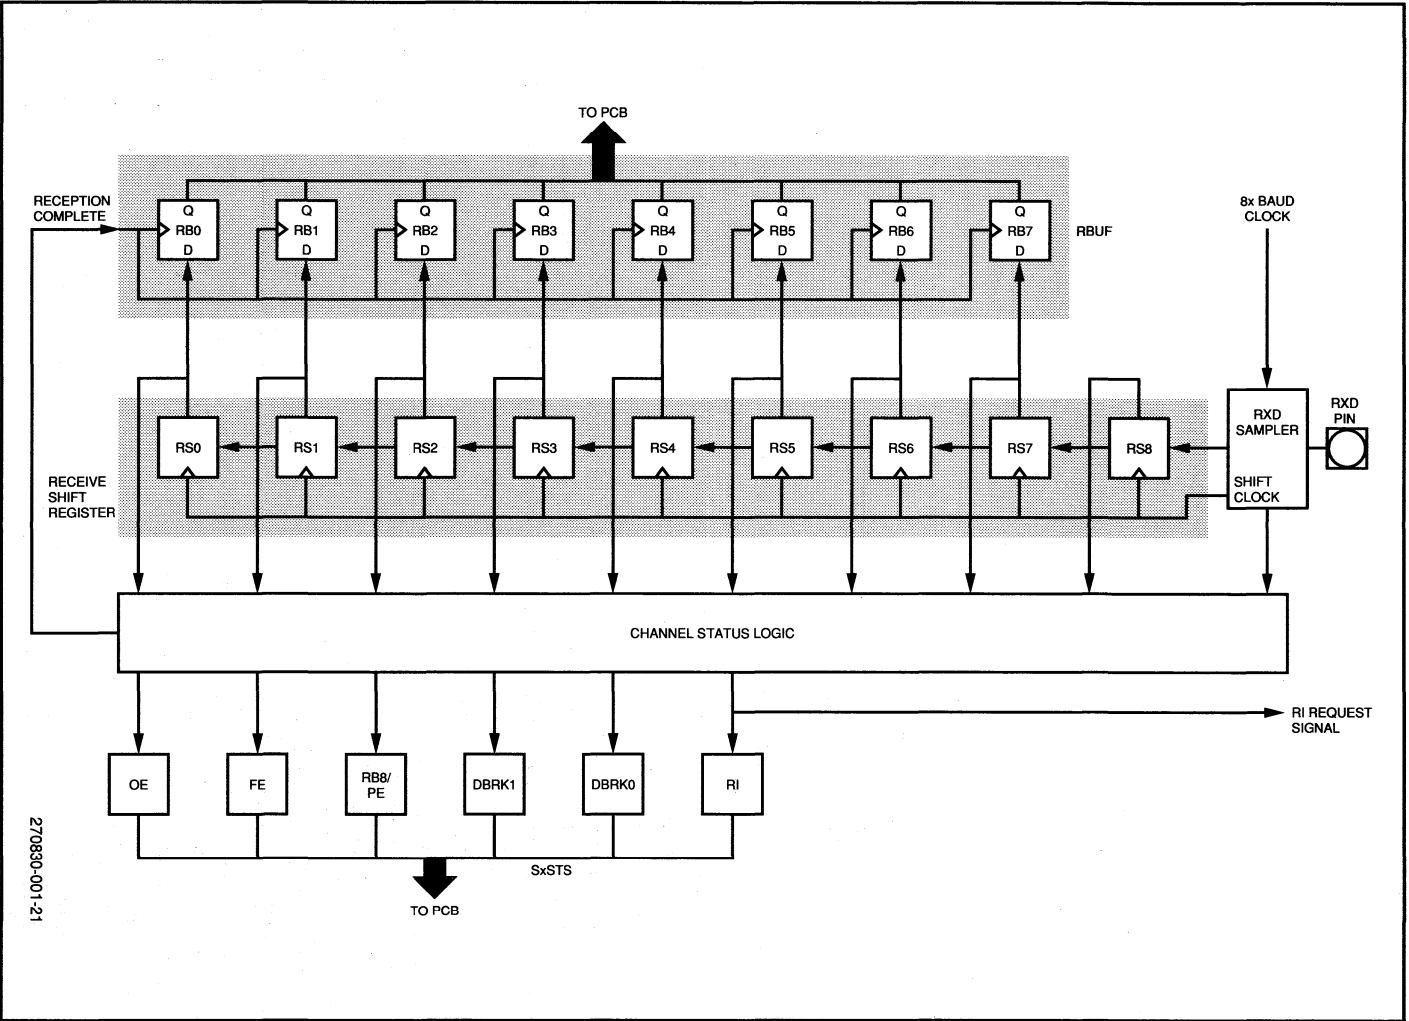 TO PCB
RECEPTION
COMPLETE
Q Q Q Q Q Q Q Q
RB0 RB1 RB2 RB3 RB4 RB5 RB6 RB7
D D D D D D D D
RBUF
8x BAUD
CLOCK
RS0 RS1 RS2 RS3 RS4 RS5 RS6 RS7 RS8
RXD
SAMPLER
SHIFT
CLOCK
RXD
PIN
RECEIVE
SHIFT
REGISTER
CHANNEL STATUS LOGIC
RI REQUEST
SIGNAL
OE
FE
RB8/
PE
DBRK1
DBRK0
RI
SxSTS
TO PCB
270830-001-21